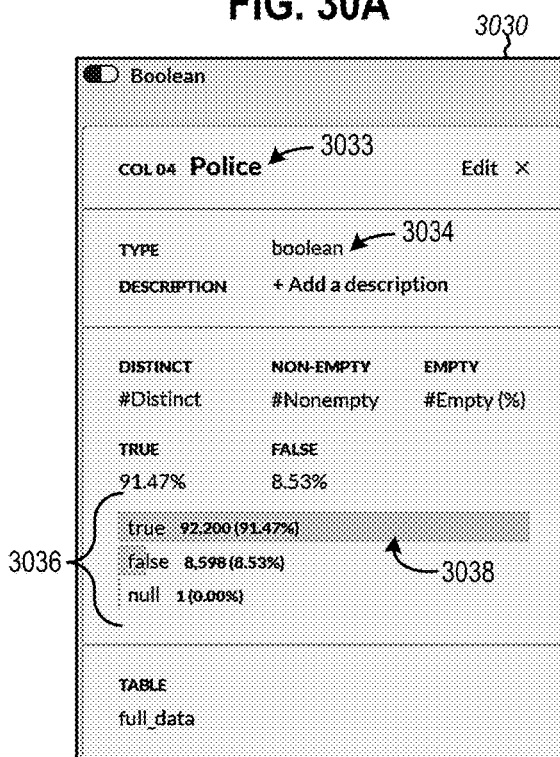 FIG. 30A
3030
Boolean
COL 04 Police 3033 Edit ×
TYPE boolean 3034
DESCRIPTION + Add a description
DISTINCT NON-EMPTY EMPTY
#Distinct #Nonempty #Empty (%)
TRUE FALSE
91.47% 8.53%
true 92,200 (91.47%)
3036 false 8,598 (8.53%) 3038
null 1 (0.00%)
TABLE
full_data